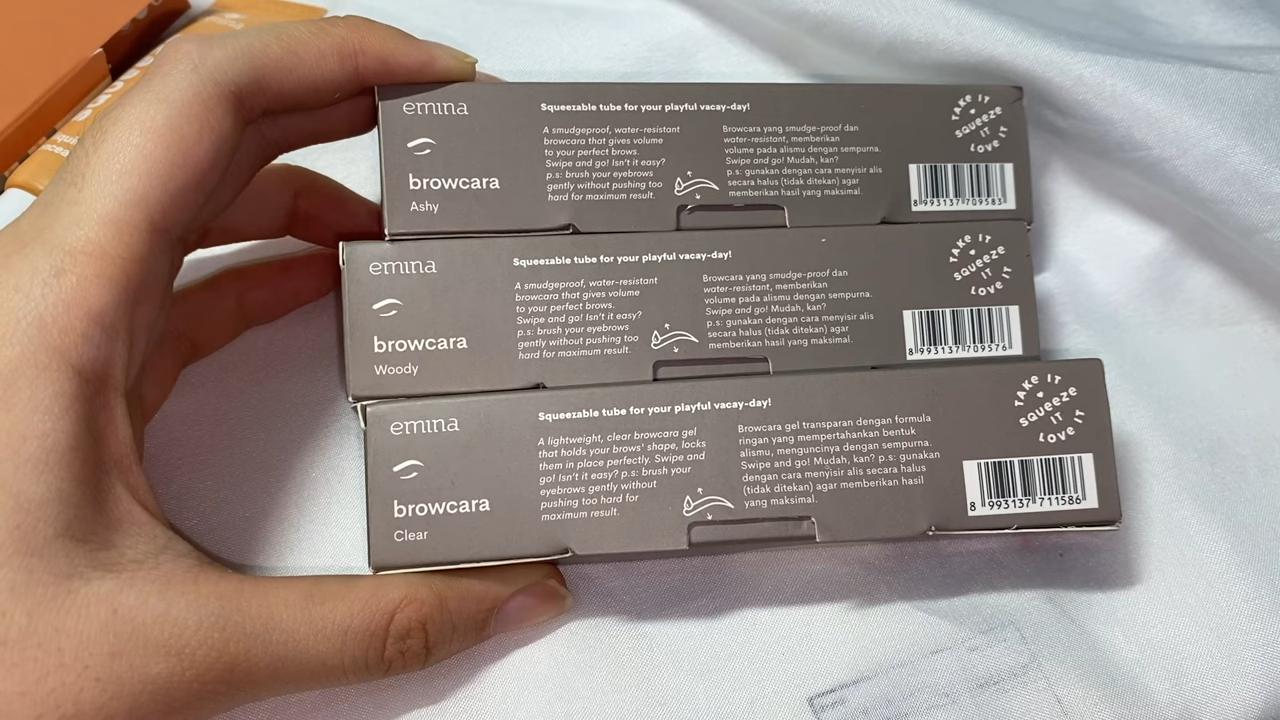 emina
browcara
Ashy
Squeezable tube for your playful vacay-day!
A smudgeproof, water-resistant
browcara that gives volume
to your perfect brows.
Swipe and go! Isn't it easy?
p.s: brush your eyebrows
gently without pushing too
hard for maximum result.
Browcara yang smudge-proof dan
water-resistant, memberikan
volume pada alismu dengan sempurna.
Swipe and go! Mudah, kan?
p.s: gunakan dengan cara menyisir alis
secara halus (tidak ditekan) agar
memberikan hasil yang maksimal.
TAKE IT
squeeze
IT
LOVE IT
8 993137 709583
emina
browcara
Woody
Squeezable tube for your playful vacay-day!
A smudgeproof, water-resistant
browcara that gives volume
to your perfect brows.
Swipe and go! Isn't it easy?
p.s: brush your eyebrows
gently without pushing too
hard for maximum result.
Browcara yang smudge-proof dan
water-resistant, memberikan
volume pada alismu dengan sempurna.
Swipe and go! Mudah, kan?
p.s: gunakan dengan cara menyisir alis
secara halus (tidak ditekan) agar
memberikan hasil yang maksimal.
TAKE IT
squeeze
IT
LOVE IT
8 993137 709576
emina
browcara
Clear
Squeezable tube for your playful vacay-day!
A lightweight, clear browcara gel
that holds your brows' shape, locks
them in place perfectly. Swipe and
go! Isn't it easy? p.s: brush your
eyebrows gently without
pushing too hard for
maximum result.
Browcara gel transparan dengan formula
ringan yang mempertahankan bentuk
alismu, menguncinya dengan sempurna.
Swipe and go! Mudah, kan? p.s: gunakan
dengan cara menyisir alis secara halus
(tidak ditekan) agar memberikan hasil
yang maksimal.
TAKE IT
squeeze
IT
LOVE IT
8 993137 711586